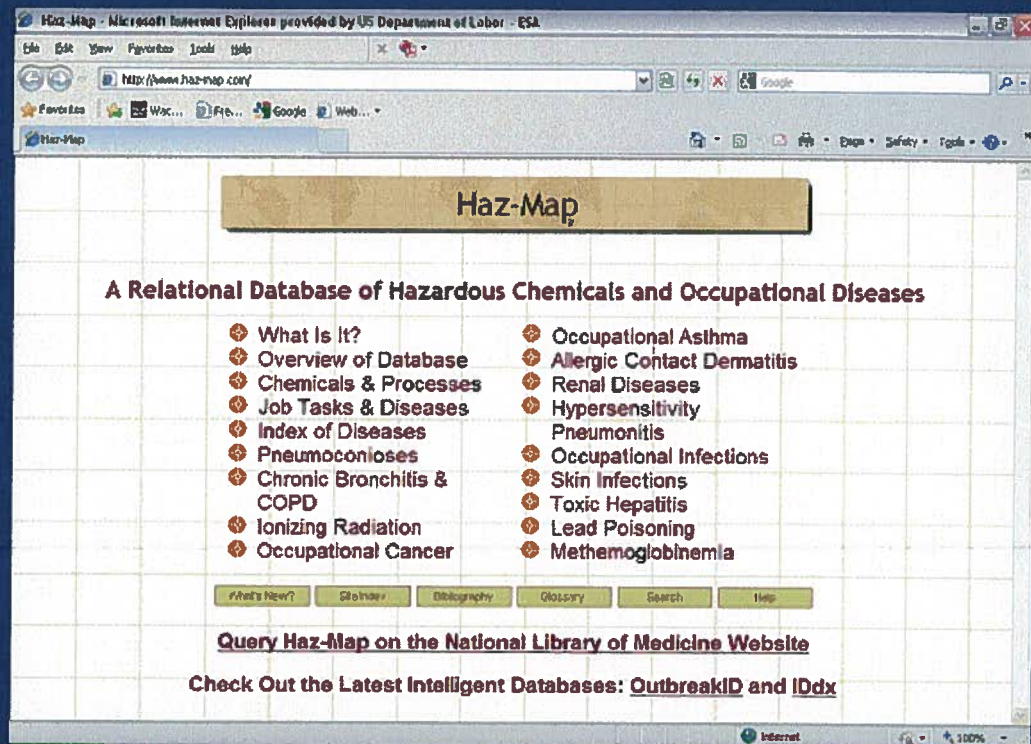 Haz-Map - Microsoft Internet Explorer provided by US Department of Labor - ESA
File Edit View Favorites Tools Help
http://www.haz-map.com/
Google
Favorites Wac... Fre... Google Web...
Haz-Map
Page Safety Tools
Haz-Map
A Relational Database of Hazardous Chemicals and Occupational Diseases
What Is It?
Overview of Database
Chemicals & Processes
Job Tasks & Diseases
Index of Diseases
Pneumoconioses
Chronic Bronchitis &
COPD
Ionizing Radiation
Occupational Cancer
Occupational Asthma
Allergic Contact Dermatitis
Renal Diseases
Hypersensitivity
Pneumonitis
Occupational Infections
Skin Infections
Toxic Hepatitis
Lead Poisoning
Methemoglobinemia
What's New? Site Index Bibliography Glossary Search Help
Query Haz-Map on the National Library of Medicine Website
Check Out the Latest Intelligent Databases: OutbreakID and IDdx
Internet 100%